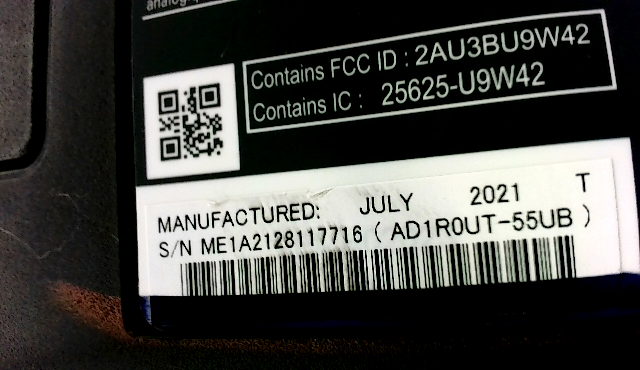 Contains FCC ID : 2AU3BU9W42
Contains IC : 25625-U9W42
MANUFACTURED: JULY 2021 T
S/N ME1A2128117716 ( AD1R0UT-55UB )